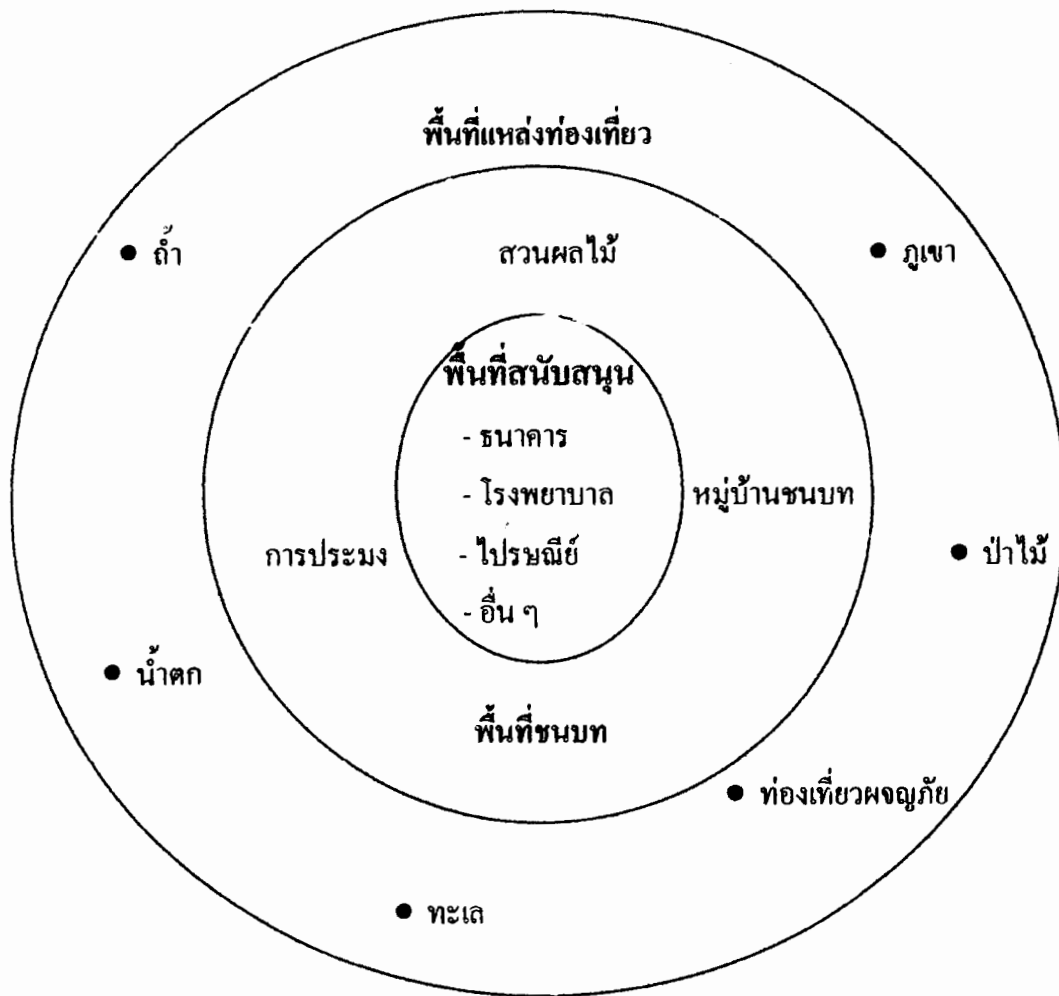 พื้นที่แหล่งท่องเที่ยว
● ถ้ำ
สวนผลไม้
● ภูเขา
พื้นที่สนับสนุน
- ธนาคาร
- โรงพยาบาล
หมู่บ้านชนบท
การประมง
- ไปรษณีย์
● ป่าไม้
- อื่น ๆ
● น้ำตก
พื้นที่ชนบท
● ท่องเที่ยวผจญภัย
● ทะเล